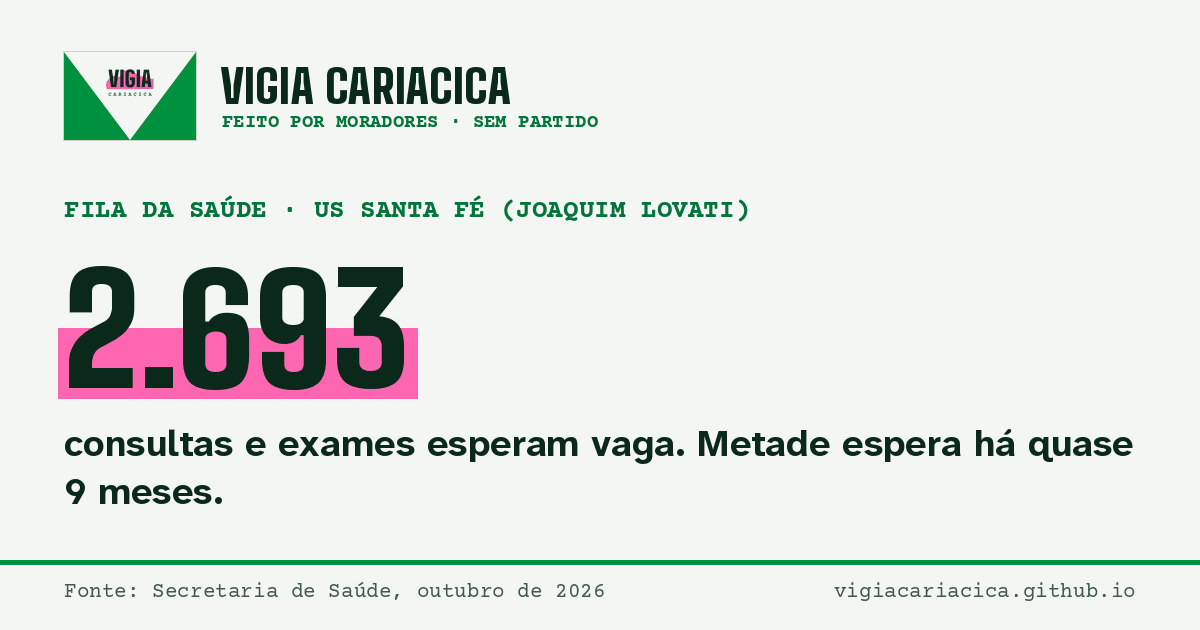 VIGIA
CARIACICA
VIGIA CARIACICA
FEITO POR MORADORES · SEM PARTIDO
FILA DA SAÚDE · US SANTA FÉ (JOAQUIM LOVATI)
2.693
consultas e exames esperam vaga. Metade espera há quase
9 meses.
Fonte: Secretaria de Saúde, outubro de 2026
vigiacariacica.github.io